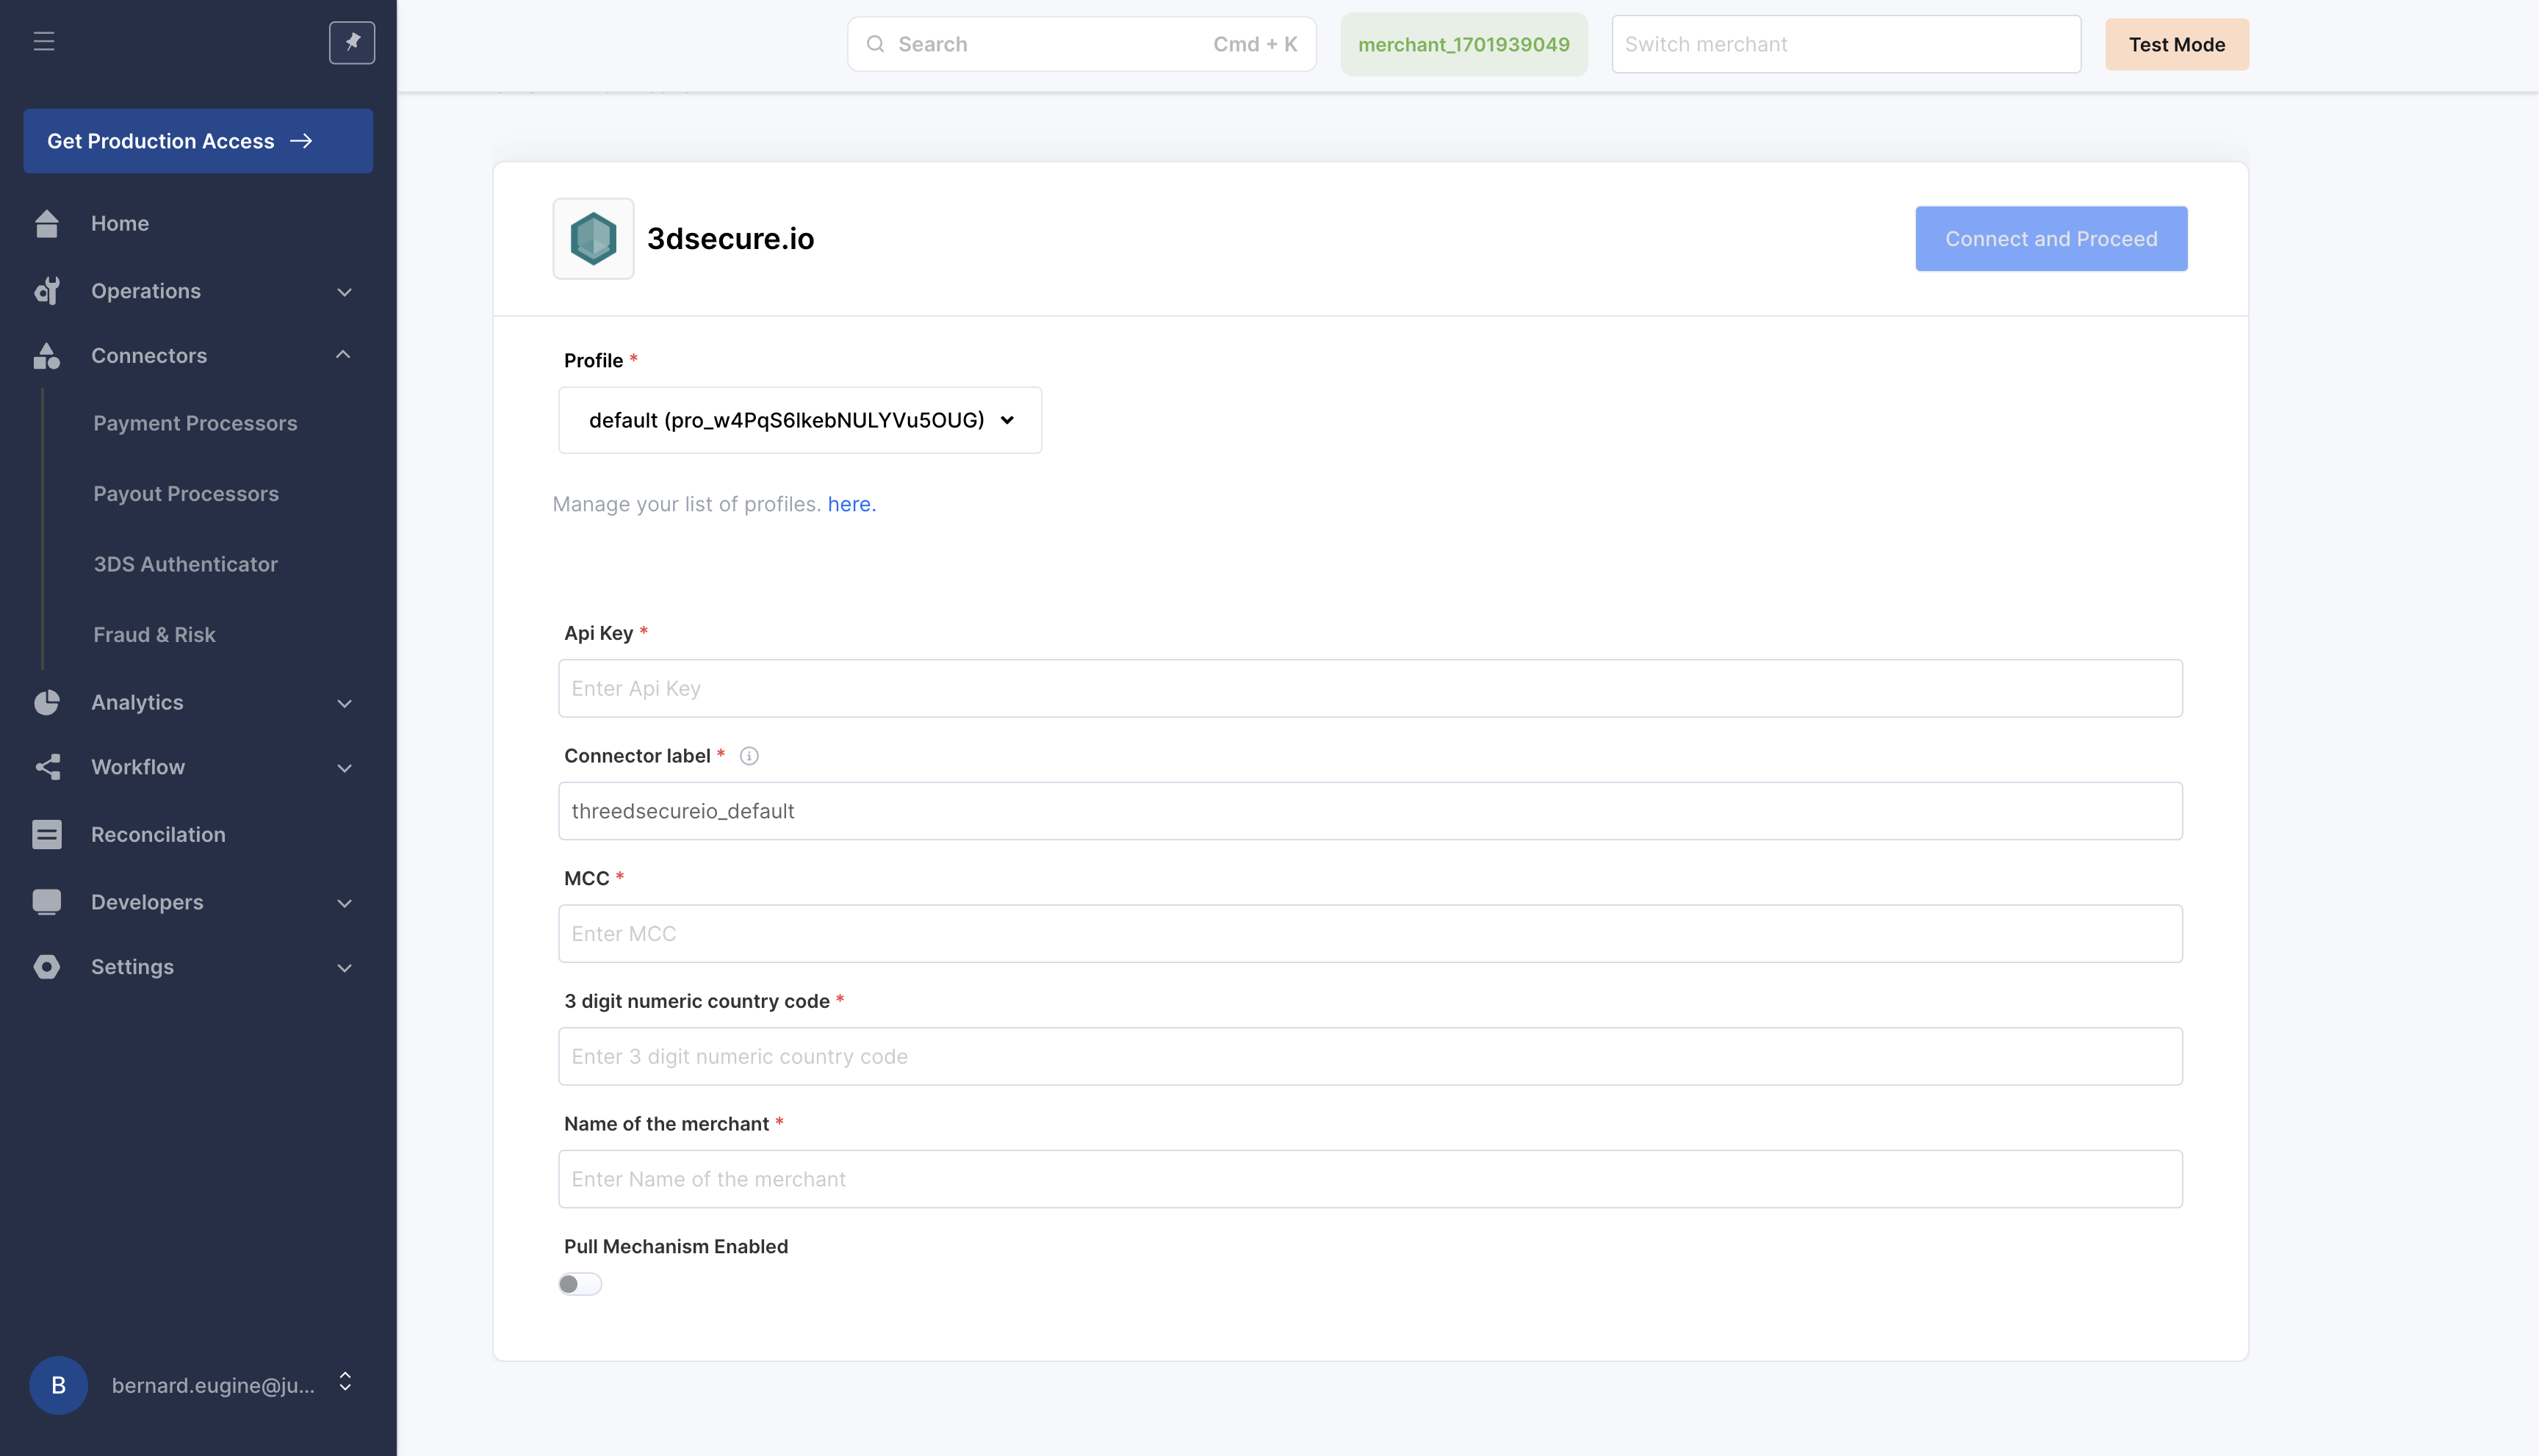 Search
Cmd + K
merchant_1701939049
Switch merchant
Test Mode
Get Production Access
Home
Operations
Connectors
Payment Processors
Payout Processors
3DS Authenticator
Fraud & Risk
Analytics
Workflow
Reconcilation
Developers
Settings
B
bernard.eugine@ju...
3dsecure.io
Connect and Proceed
Profile *
default (pro_w4PqS6lkebNULYVu5OUG)
Manage your list of profiles. here.
Api Key *
Enter Api Key
Connector label *
threedsecureio_default
MCC *
Enter MCC
3 digit numeric country code *
Enter 3 digit numeric country code
Name of the merchant *
Enter Name of the merchant
Pull Mechanism Enabled